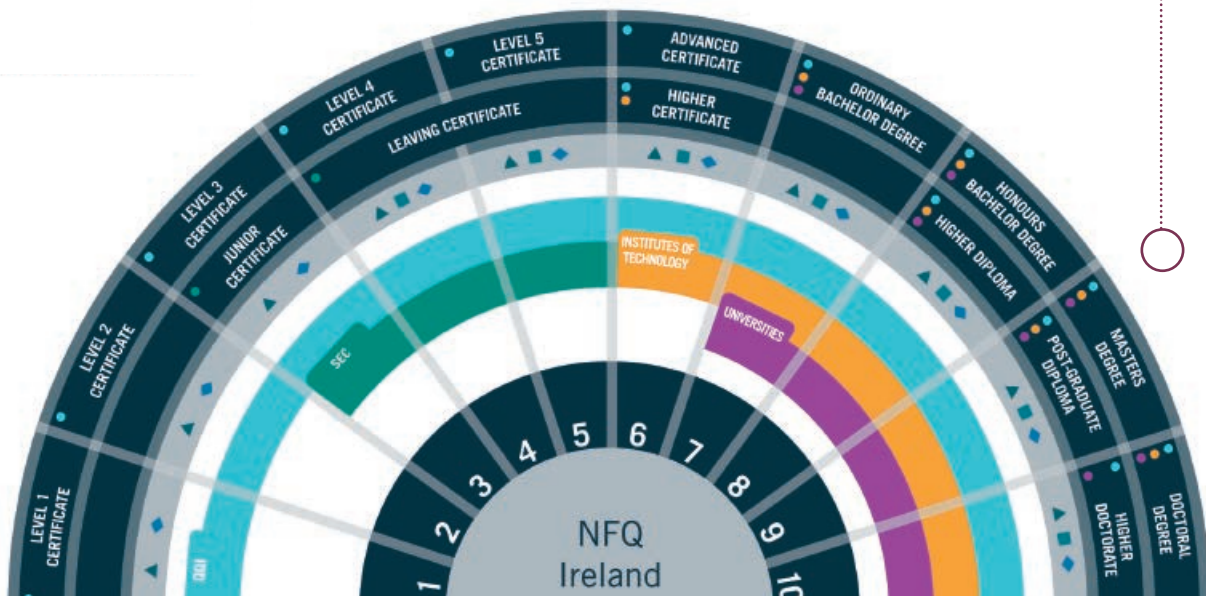 LEVEL 1
CERTIFICATE
LEVEL 2
CERTIFICATE
LEVEL 3
CERTIFICATE
LEVEL 4
CERTIFICATE
LEVEL 5
CERTIFICATE
ADVANCED
CERTIFICATE
ORDINARY
BACHELOR DEGREE
HONOURS
BACHELOR DEGREE
MASTERS
DEGREE
DOCTORAL
DEGREE
JUNIOR
CERTIFICATE
LEAVING CERTIFICATE
HIGHER
CERTIFICATE
HIGHER DIPLOMA
POST-GRADUATE
DIPLOMA
HIGHER
DOCTORATE
QQI
SEC
INSTITUTES OF
TECHNOLOGY
UNIVERSITIES
1
2
3
4
5
6
7
8
9
10
NFQ
Ireland